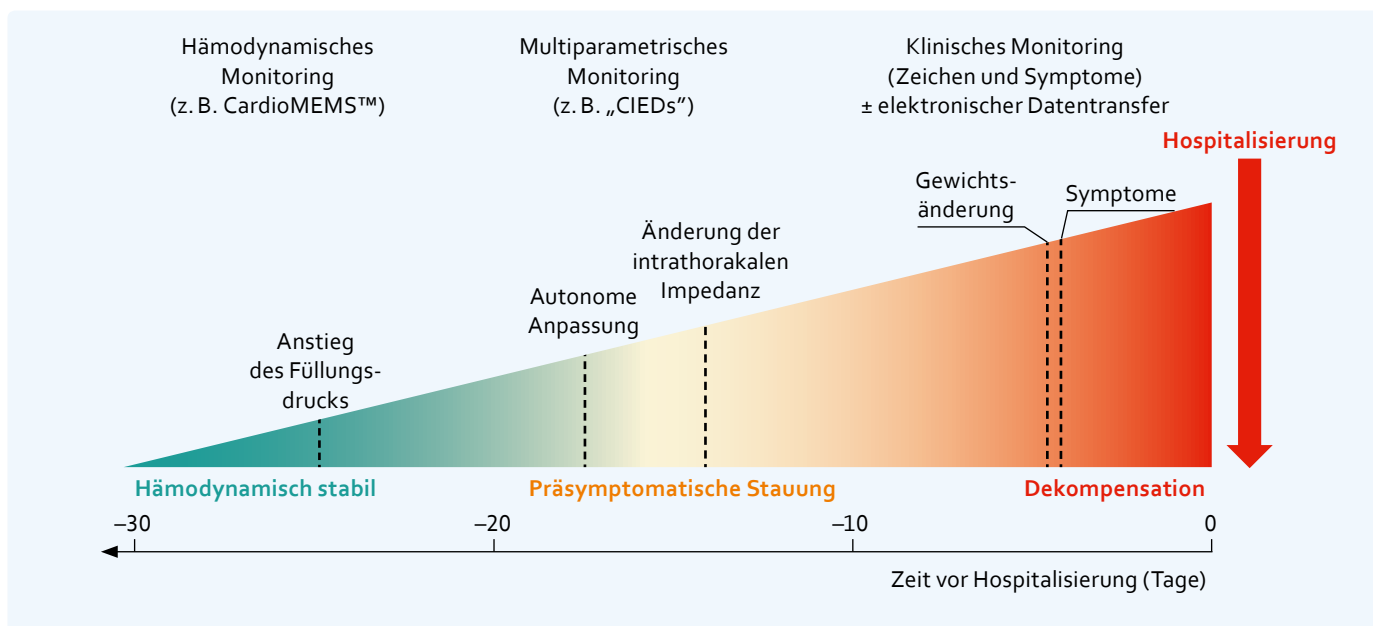 Hämodynamisches
Monitoring
(z. B. CardioMEMS™)
Multiparametrisches
Monitoring
(z. B. „CIEDs”)
Klinisches Monitoring
(Zeichen und Symptome)
± elektronischer Datentransfer
Hospitalisierung
Gewichts-
änderung
Symptome
Änderung der
intrathorakalen
Impedanz
Autonome
Anpassung
Anstieg
des Füllungs-
drucks
Hämodynamisch stabil
Präsymptomatische Stauung
Dekompensation
–30
–20
–10
0
Zeit vor Hospitalisierung (Tage)